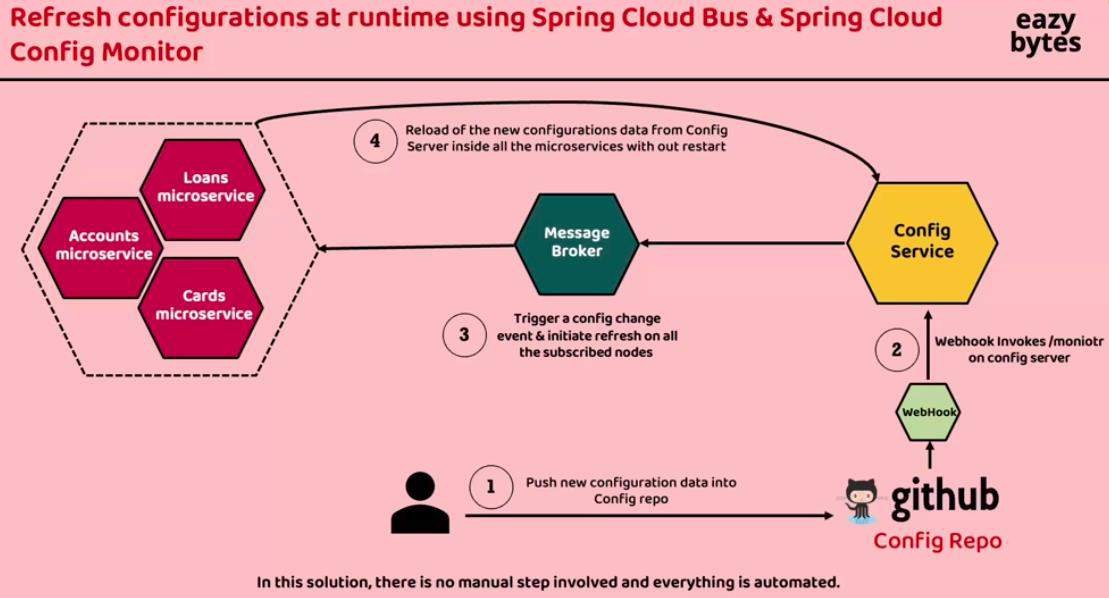 Refresh configurations at runtime using Spring Cloud Bus & Spring Cloud
Config Monitor
eazy
bytes
4
Reload of the new configurations data from Config
Server inside all the microservices with out restart
Loans
microservice
Accounts
microservice
Cards
microservice
Message
Broker
Config
Service
3
Trigger a config change
event & initiate refresh on all
the subscribed nodes
2
Webhook Invokes /moniotr
on config server
WebHook
1
Push new configuration data into
Config repo
github
Config Repo
In this solution, there is no manual step involved and everything is automated.